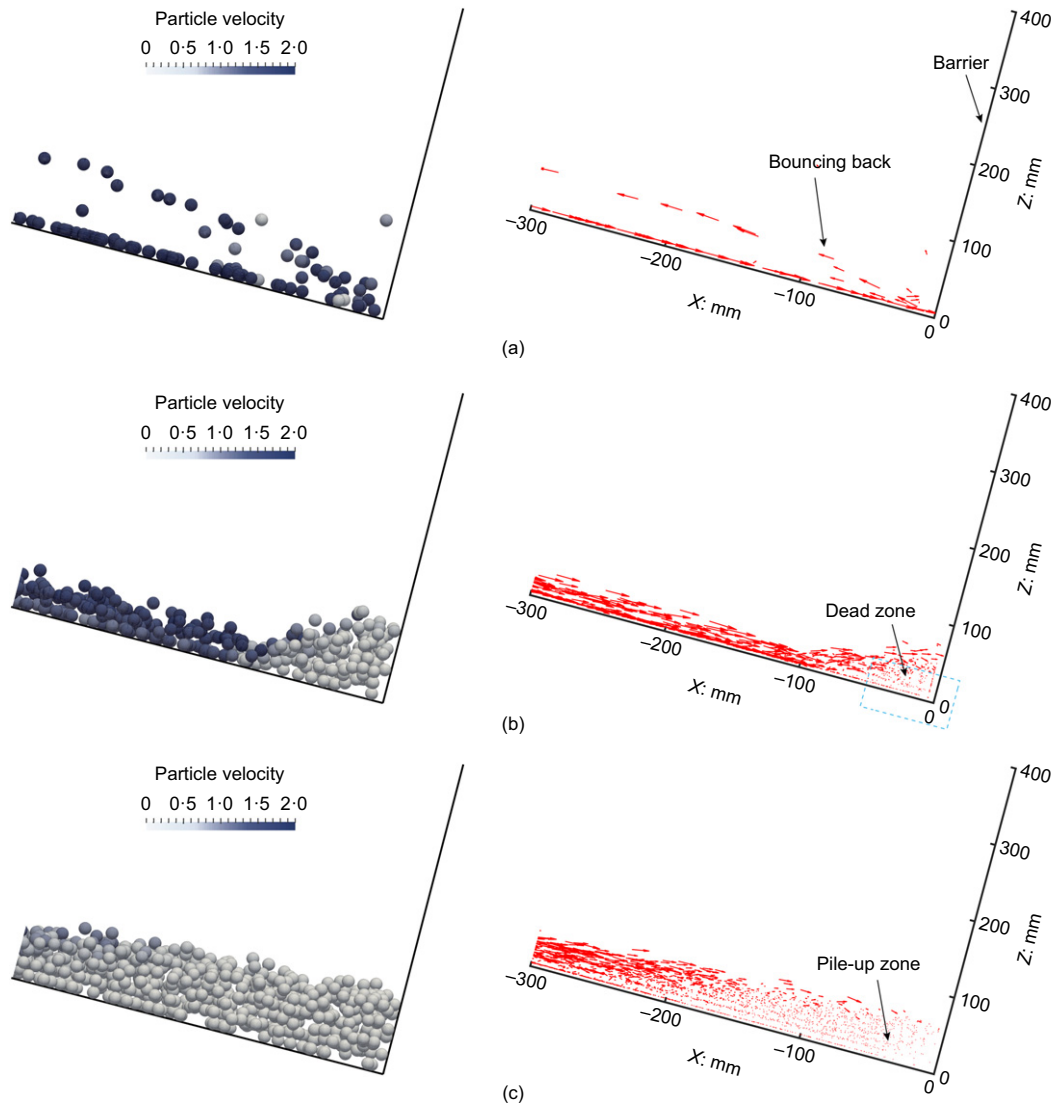 Particle velocity
0 0·5 1·0 1·5 2·0
400
Barrier
300
Bouncing back
200
Z: mm
–300
100
–200
–100
X: mm
0
0
(a)
Particle velocity
0 0·5 1·0 1·5 2·0
400
300
200
Z: mm
–300
Dead zone
100
–200
–100
X: mm
0
0
(b)
Particle velocity
0 0·5 1·0 1·5 2·0
400
300
200
Z: mm
Pile-up zone
–300
100
–200
–100
X: mm
0
0
(c)